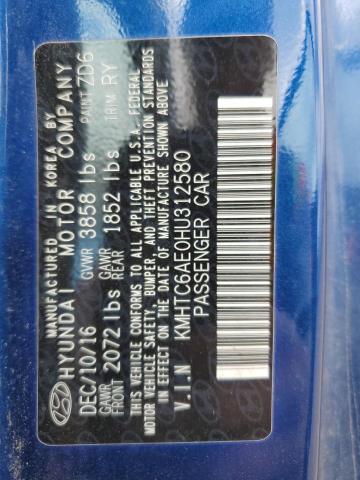 MANUFACTURED IN KOREA BY
HYUNDAI MOTOR COMPANY
DEC/10/16 GVWR 3858 lbs PAINT ZD6
GAWR FRONT 2072 lbs GAWR REAR 1852 lbs TRIM RY
THIS VEHICLE CONFORMS TO ALL APPLICABLE U.S.A. FEDERAL
MOTOR VEHICLE SAFETY, BUMPER, AND THEFT PREVENTION STANDARDS
IN EFFECT ON THE DATE OF MANUFACTURE SHOWN ABOVE
V.I.N KMHTC6AE0HU312580
PASSENGER CAR